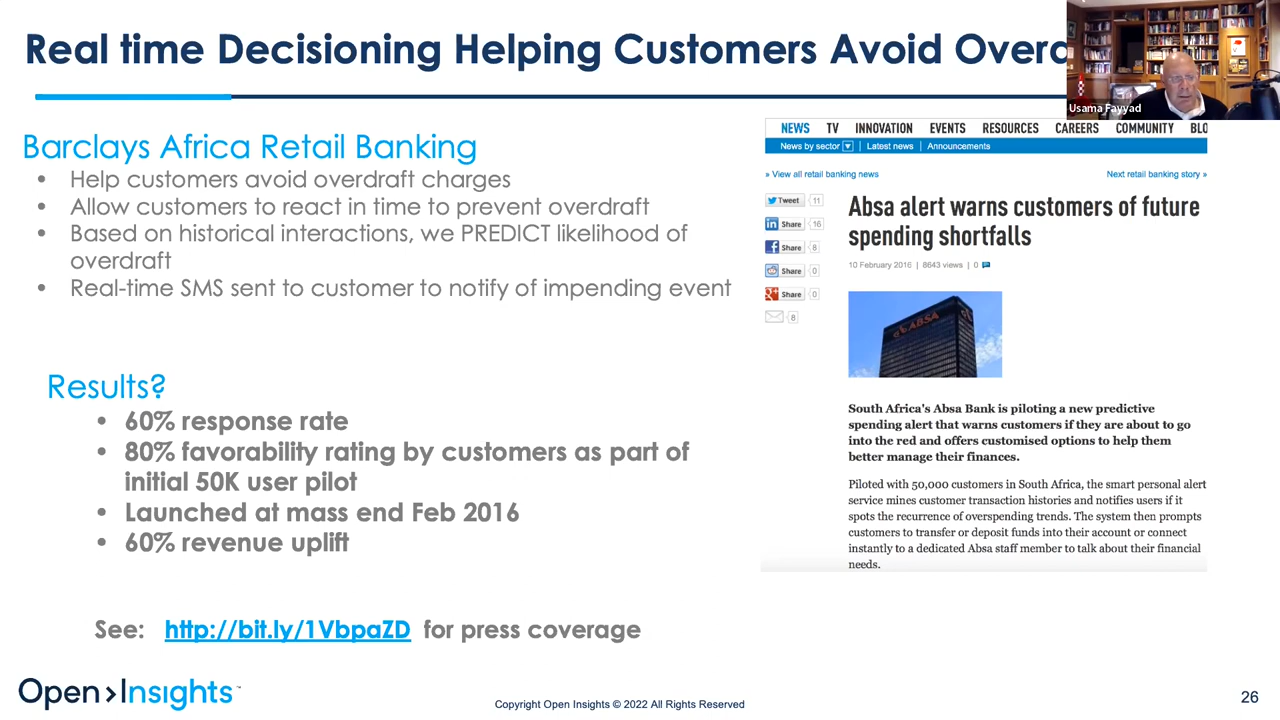 Real time Decisioning Helping Customers Avoid
Usama Fayyad
Barclays Africa Retail Banking
• Help customers avoid overdraft charges
• Allow customers to react in time to prevent overdraft
• Based on historical interactions, we PREDICT likelihood of
overdraft
• Real-time SMS sent to customer to notify of impending event
Results?
• 60% response rate
• 80% favorability rating by customers as part of
initial 50K user pilot
• Launched at mass end Feb 2016
• 60% revenue uplift
See: http://bit.ly/1VbpaZD for press coverage
NEWS TV INNOVATION EVENTS RESOURCES CAREERS COMMUNITY BLO
News by sector | Latest news | Announcements
» View all retail banking news Next retail banking story »
Tweet 11
Share 16
Share 8
Share 0
Share 0
8
Absa alert warns customers of future
spending shortfalls
10 February 2016 | 8643 views | 0
ABSA
South Africa's Absa Bank is piloting a new predictive
spending alert that warns customers if they are about to go
into the red and offers customised options to help them
better manage their finances.
Piloted with 50,000 customers in South Africa, the smart personal alert
service mines customer transaction histories and notifies users if it
spots the recurrence of overspending trends. The system then prompts
customers to transfer or deposit funds into their account or connect
instantly to a dedicated Absa staff member to talk about their financial
needs.
Open>Insights™
Copyright Open Insights © 2022 All Rights Reserved
26